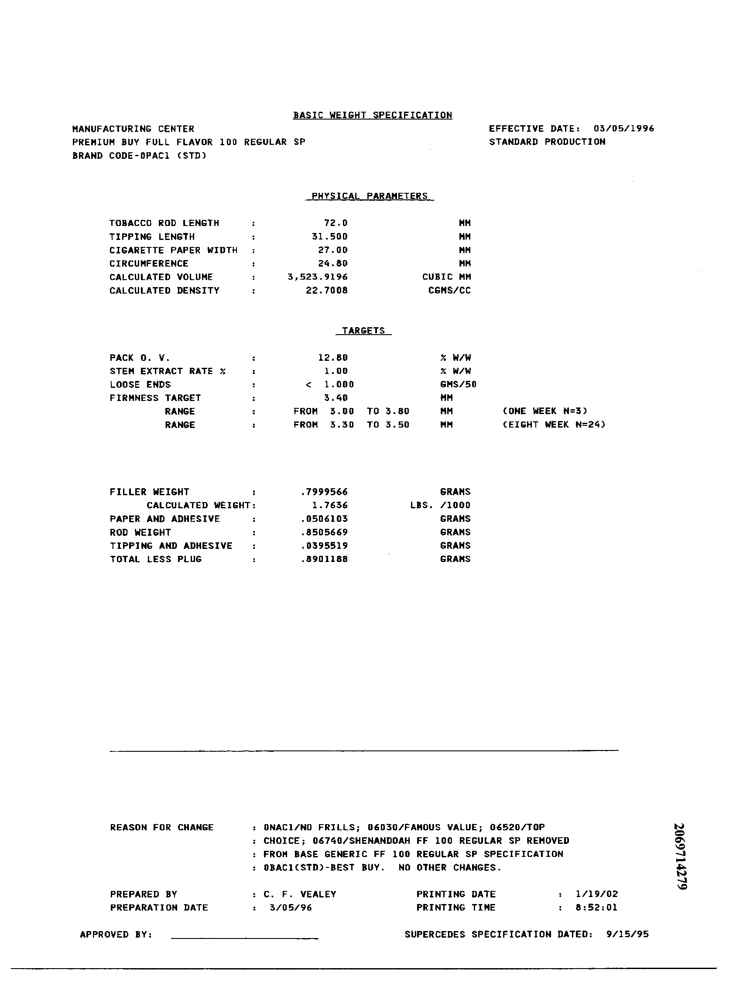 BASIC WEIGHT SPECIFICATION
MANUFACTURING CENTER EFFECTIVE DATE: 03/05/1996
PREMIUM BUY FULL FLAVOR 100 REGULAR SP STANDARD PRODUCTION
BRAND CODE-0PAC1 (STD)
PHYSICAL PARAMETERS
TOBACCO ROD LENGTH : 72.0 MM
TIPPING LENGTH : 31.500 MM
CIGARETTE PAPER WIDTH : 27.00 MM
CIRCUMFERENCE : 24.80 MM
CALCULATED VOLUME : 3,523.9196 CUBIC MM
CALCULATED DENSITY : 22.7008 CGMS/CC
TARGETS
PACK O. V. : 12.80 % W/W
STEM EXTRACT RATE % : 1.00 % W/W
LOOSE ENDS : < 1.000 GMS/50
FIRMNESS TARGET : 3.40 MM
RANGE : FROM 3.00 TO 3.80 MM (ONE WEEK N=3)
RANGE : FROM 3.30 TO 3.50 MM (EIGHT WEEK N=24)
FILLER WEIGHT : .7999566 GRAMS
CALCULATED WEIGHT: 1.7636 LBS. /1000
PAPER AND ADHESIVE : .0506103 GRAMS
ROD WEIGHT : .8505669 GRAMS
TIPPING AND ADHESIVE : .0395519 GRAMS
TOTAL LESS PLUG : .8901188 GRAMS
REASON FOR CHANGE : 0NAC1/NO FRILLS; 06030/FAMOUS VALUE; 06520/TOP
: CHOICE; 06740/SHENANDOAH FF 100 REGULAR SP REMOVED
: FROM BASE GENERIC FF 100 REGULAR SP SPECIFICATION
: 0BAC1(STD)-BEST BUY. NO OTHER CHANGES.
PREPARED BY : C. F. VEALEY PRINTING DATE : 1/19/02
PREPARATION DATE : 3/05/96 PRINTING TIME : 8:52:01
APPROVED BY: SUPERCEDES SPECIFICATION DATED: 9/15/95
2069714279